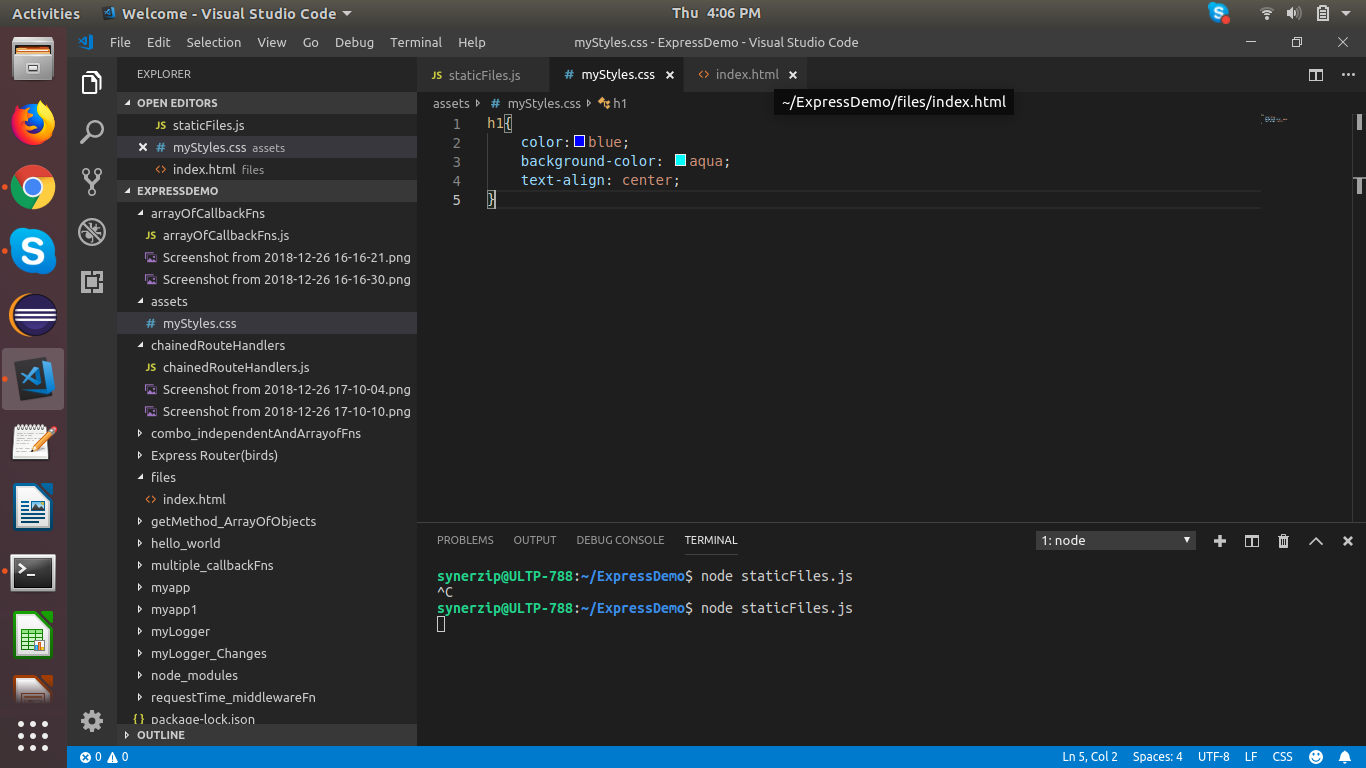 Activities Welcome - Visual Studio Code Thu 4:06 PM
File Edit Selection View Go Debug Terminal Help myStyles.css - ExpressDemo - Visual Studio Code
EXPLORER
OPEN EDITORS
JS staticFiles.js
# myStyles.css assets
<> index.html files
EXPRESSDEMO
arrayOfCallbackFns
JS arrayOfCallbackFns.js
Screenshot from 2018-12-26 16-16-21.png
Screenshot from 2018-12-26 16-16-30.png
assets
# myStyles.css
chainedRouteHandlers
JS chainedRouteHandlers.js
Screenshot from 2018-12-26 17-10-04.png
Screenshot from 2018-12-26 17-10-10.png
combo_independentAndArrayofFns
Express Router(birds)
files
<> index.html
getMethod_ArrayOfObjects
hello_world
multiple_callbackFns
myapp
myapp1
myLogger
myLogger_Changes
node_modules
requestTime_middlewareFn
{} package-lock.json
OUTLINE
JS staticFiles.js # myStyles.css <> index.html
~/ExpressDemo/files/index.html
assets # myStyles.css h1
1 h1{
2 color: blue;
3 background-color: aqua;
4 text-align: center;
5 }
PROBLEMS OUTPUT DEBUG CONSOLE TERMINAL 1: node
synerzip@ULTP-788:~/ExpressDemo$ node staticFiles.js
^C
synerzip@ULTP-788:~/ExpressDemo$ node staticFiles.js
0 0 Ln 5, Col 2 Spaces: 4 UTF-8 LF CSS